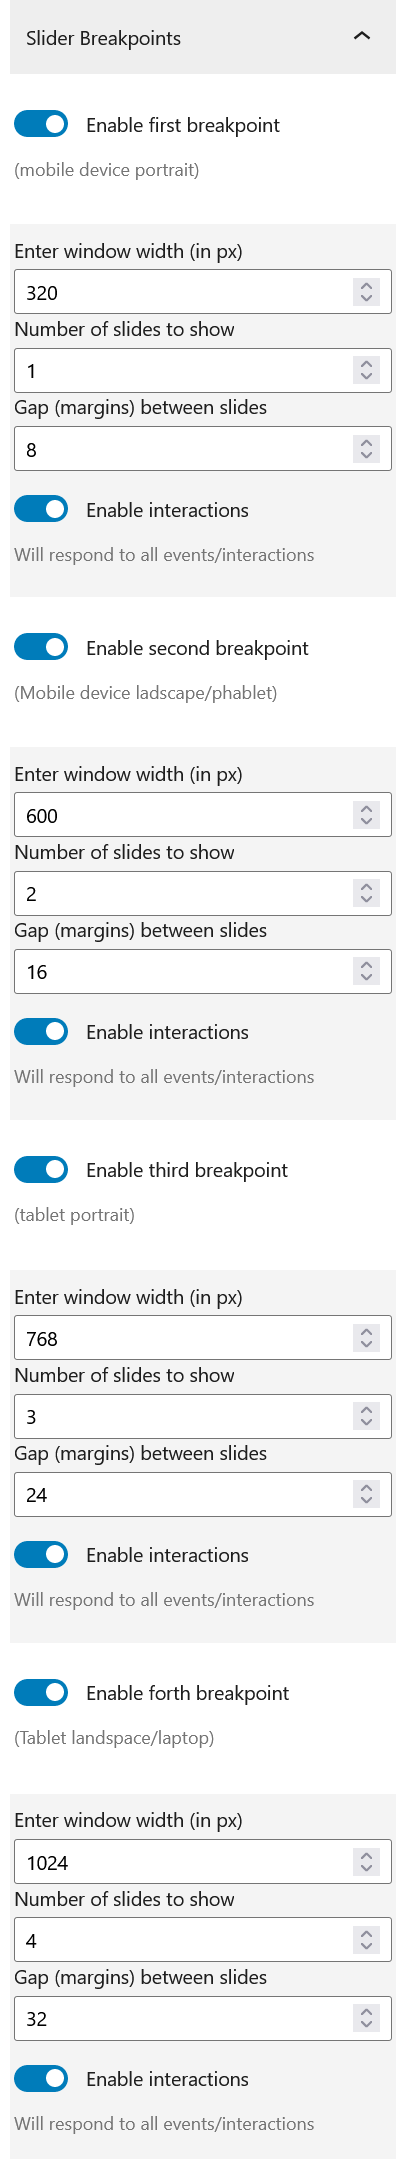 Slider Breakpoints
Enable first breakpoint
(mobile device portrait)
Enter window width (in px)
320
Number of slides to show
1
Gap (margins) between slides
8
Enable interactions
Will respond to all events/interactions
Enable second breakpoint
(Mobile device ladscape/phablet)
Enter window width (in px)
600
Number of slides to show
2
Gap (margins) between slides
16
Enable interactions
Will respond to all events/interactions
Enable third breakpoint
(tablet portrait)
Enter window width (in px)
768
Number of slides to show
3
Gap (margins) between slides
24
Enable interactions
Will respond to all events/interactions
Enable forth breakpoint
(Tablet landspace/laptop)
Enter window width (in px)
1024
Number of slides to show
4
Gap (margins) between slides
32
Enable interactions
Will respond to all events/interactions